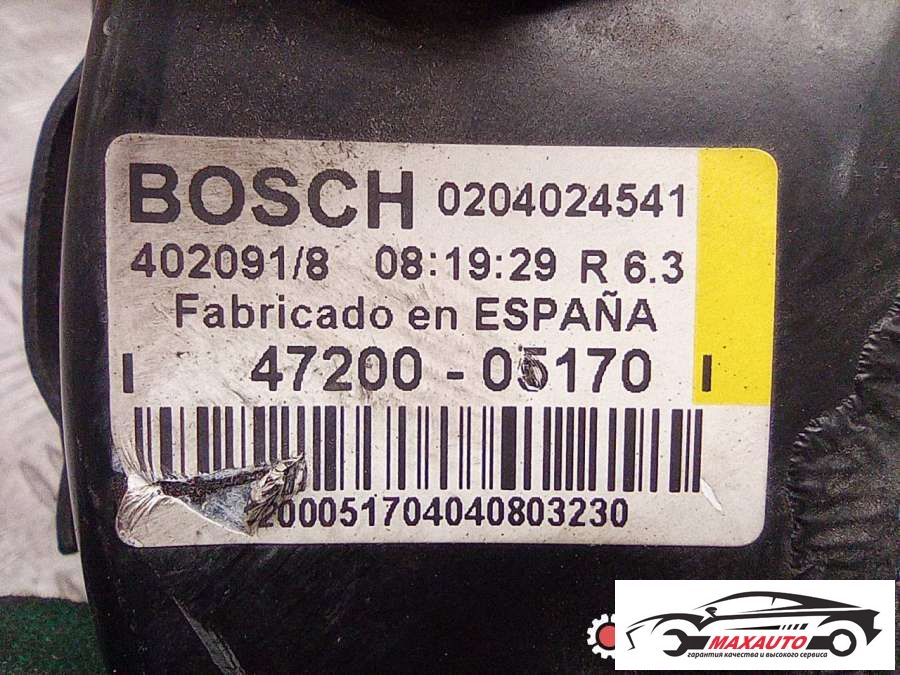 BOSCH 0204024541
402091/8 08:19:29 R 6.3
Fabricado en ESPAÑA
I 47200 - 05170 I
200051704040803230
MAXAUTO
гарантия качества и высокого сервиса